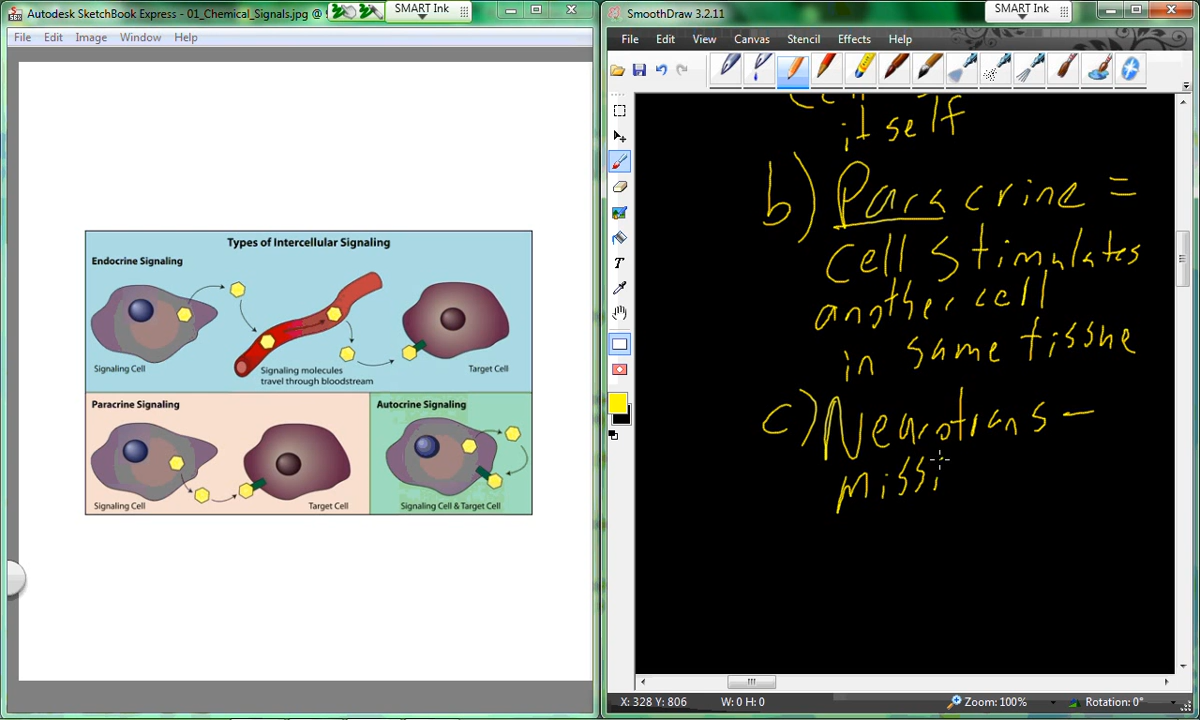 Autodesk SketchBook Express - 01_Chemical_Signals.jpg @
SMART Ink
File Edit Image Window Help
Types of Intercellular Signaling
Endocrine Signaling
Signaling Cell
Signaling molecules
travel through bloodstream
Target Cell
Paracrine Signaling
Signaling Cell
Target Cell
Autocrine Signaling
Signaling Cell & Target Cell
SmoothDraw 3.2.11
SMART Ink
File Edit View Canvas Stencil Effects Help
itself
b) Paracrine =
cell stimulates
another cell
in same tissue
c) Neurotrans-
missi
X: 328 Y: 806 W: 0 H: 0 Zoom: 100% Rotation: 0°